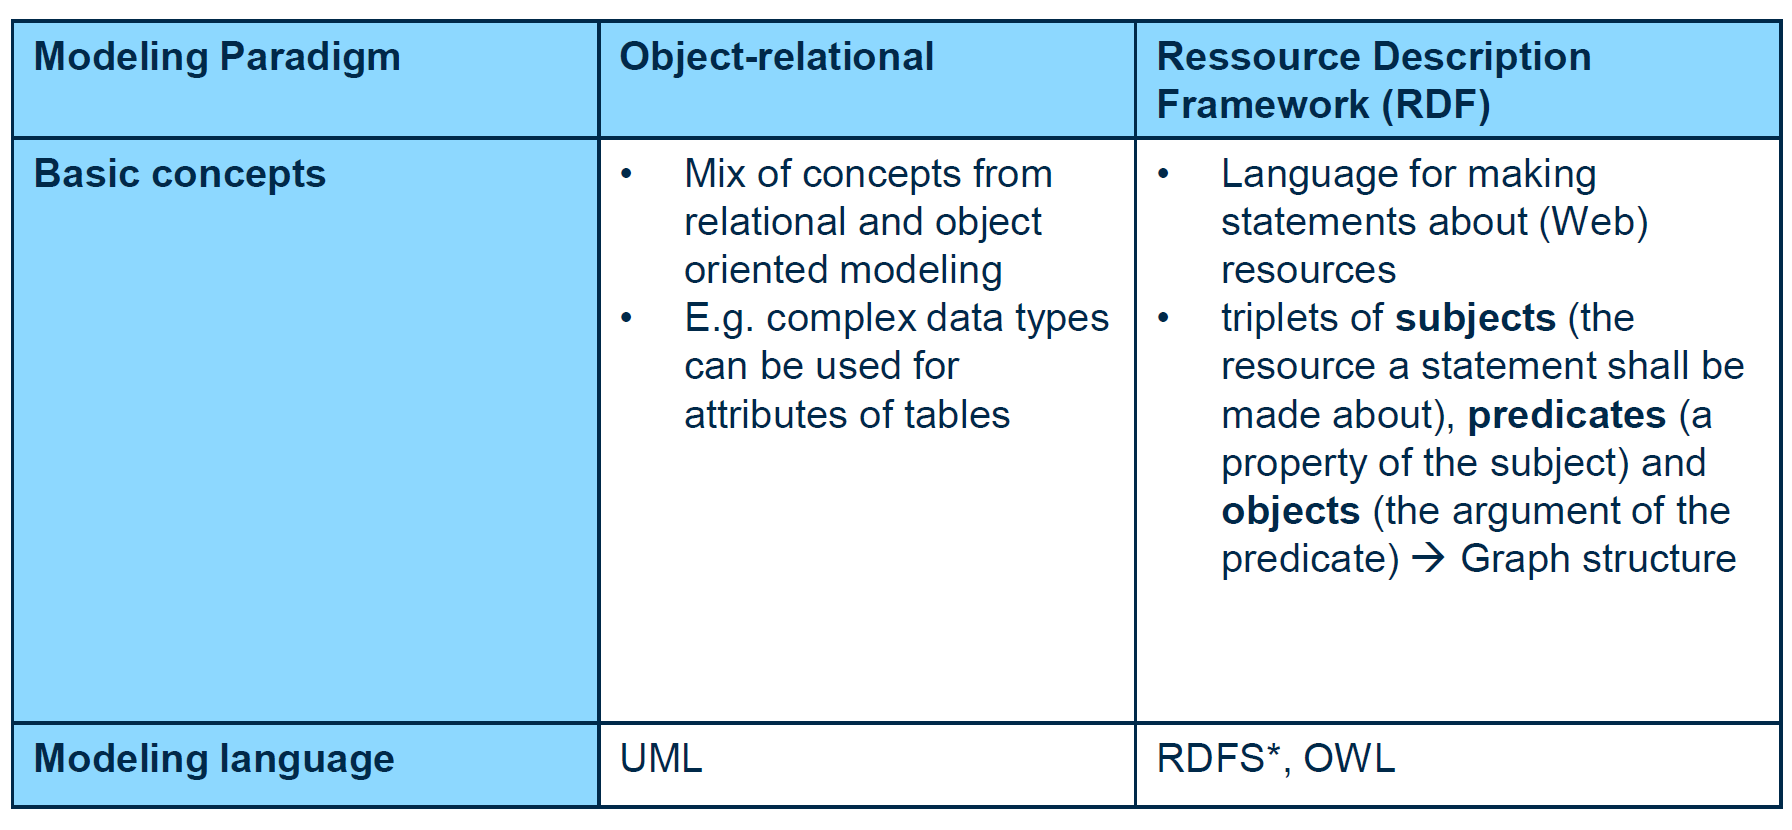 Modeling Paradigm
Object-relational
Ressource Description
Framework (RDF)
Basic concepts
• Mix of concepts from
relational and object
oriented modeling
• E.g. complex data types
can be used for
attributes of tables
• Language for making
statements about (Web)
resources
• triplets of subjects (the
resource a statement shall be
made about), predicates (a
property of the subject) and
objects (the argument of the
predicate) → Graph structure
Modeling language
UML
RDFS*, OWL